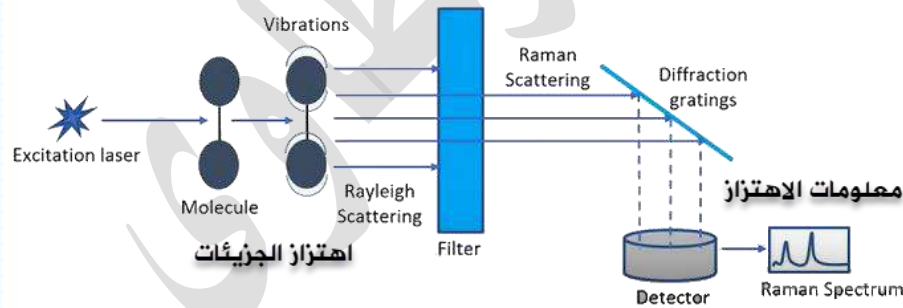 Vibrations
Raman
Scattering
Diffraction
gratings
Excitation laser
Molecule
Rayleigh
Scattering
Filter
معلومات الاهتزاز
اهتزاز الجزيئات
Detector
Raman Spectrum